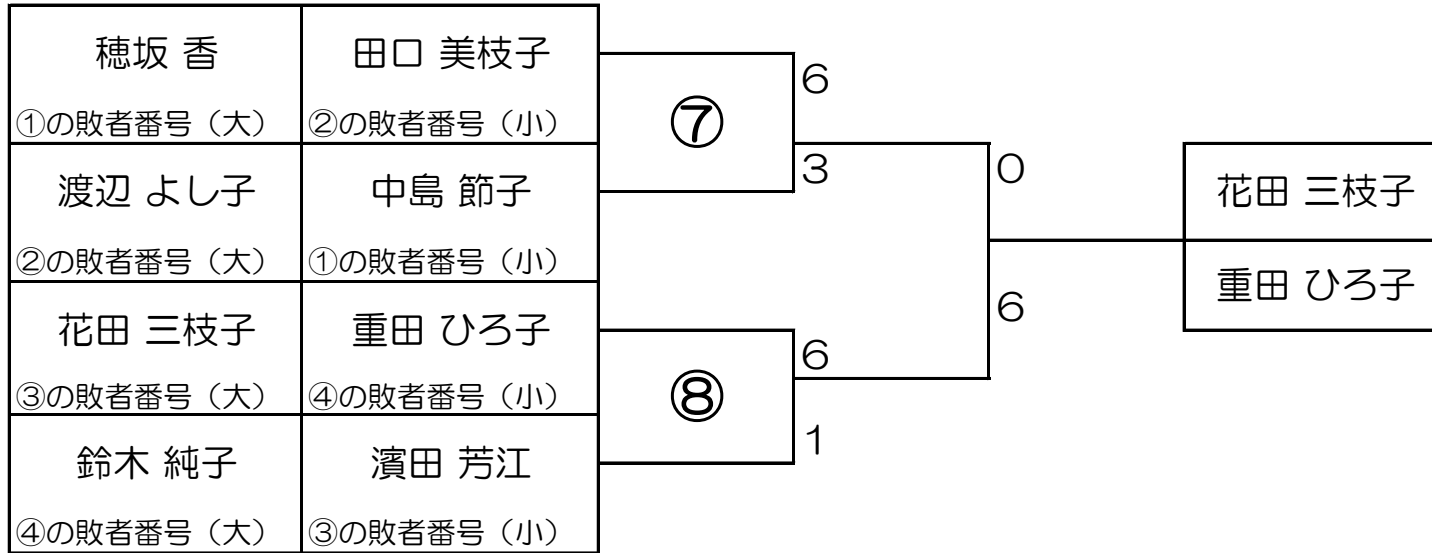 穂坂 香 田口 美枝子
①の敗者番号（大） ②の敗者番号（小）
渡辺 よし子 中島 節子
②の敗者番号（大） ①の敗者番号（小）
花田 三枝子 重田 ひろ子
③の敗者番号（大） ④の敗者番号（小）
鈴木 純子 濱田 芳江
④の敗者番号（大） ③の敗者番号（小）
⑦
6
3
⑧
6
1
0
6
花田 三枝子
重田 ひろ子